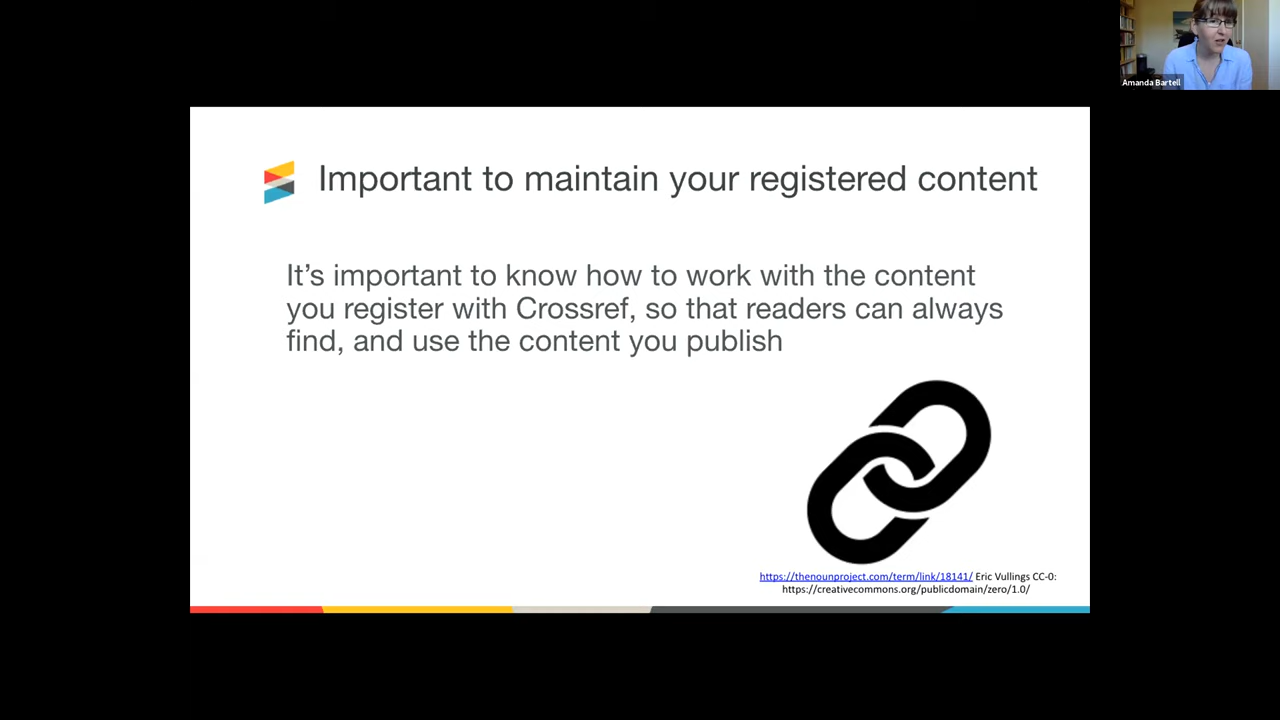 Amanda Bartell
Important to maintain your registered content
It's important to know how to work with the content
you register with Crossref, so that readers can always
find, and use the content you publish
https://thenounproject.com/term/link/18141/ Eric Vullings CC-0:
https://creativecommons.org/publicdomain/zero/1.0/